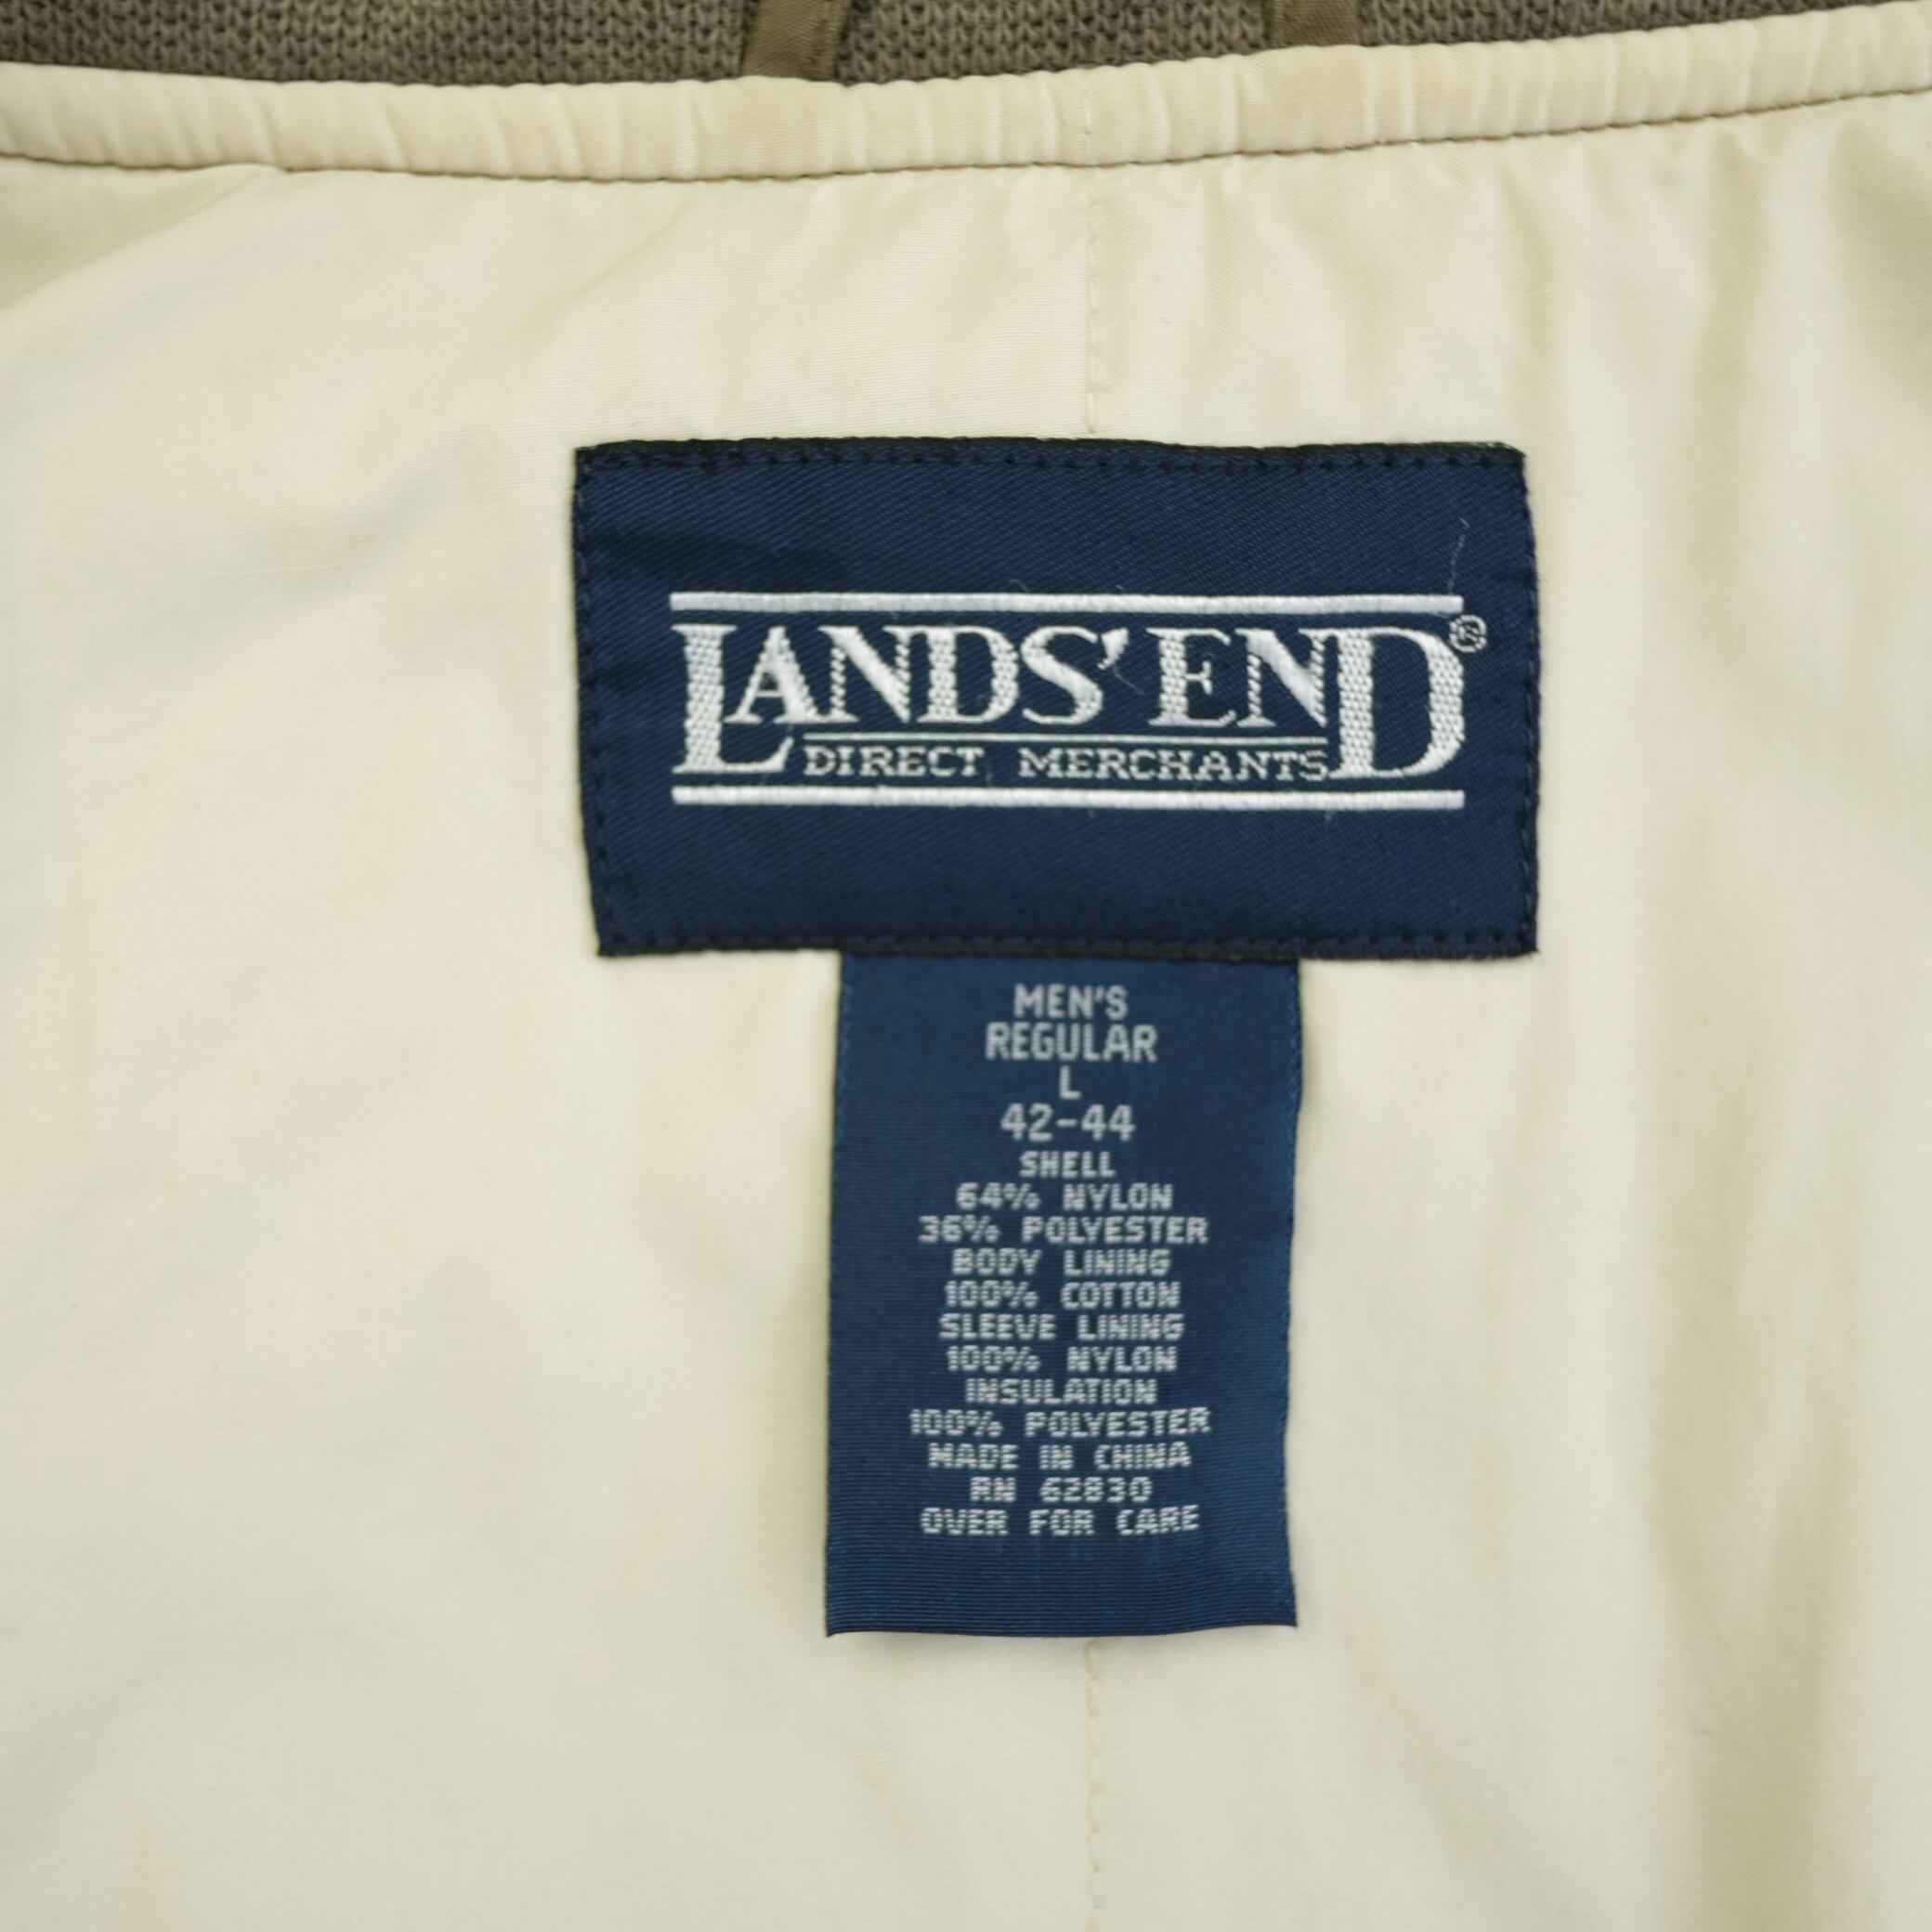 LANDS' END®
DIRECT MERCHANTS
MEN'S
REGULAR
L
42-44
SHELL
64% NYLON
36% POLYESTER
BODY LINING
100% COTTON
SLEEVE LINING
100% NYLON
INSULATION
100% POLYESTER
MADE IN CHINA
RN 62830
OVER FOR CARE